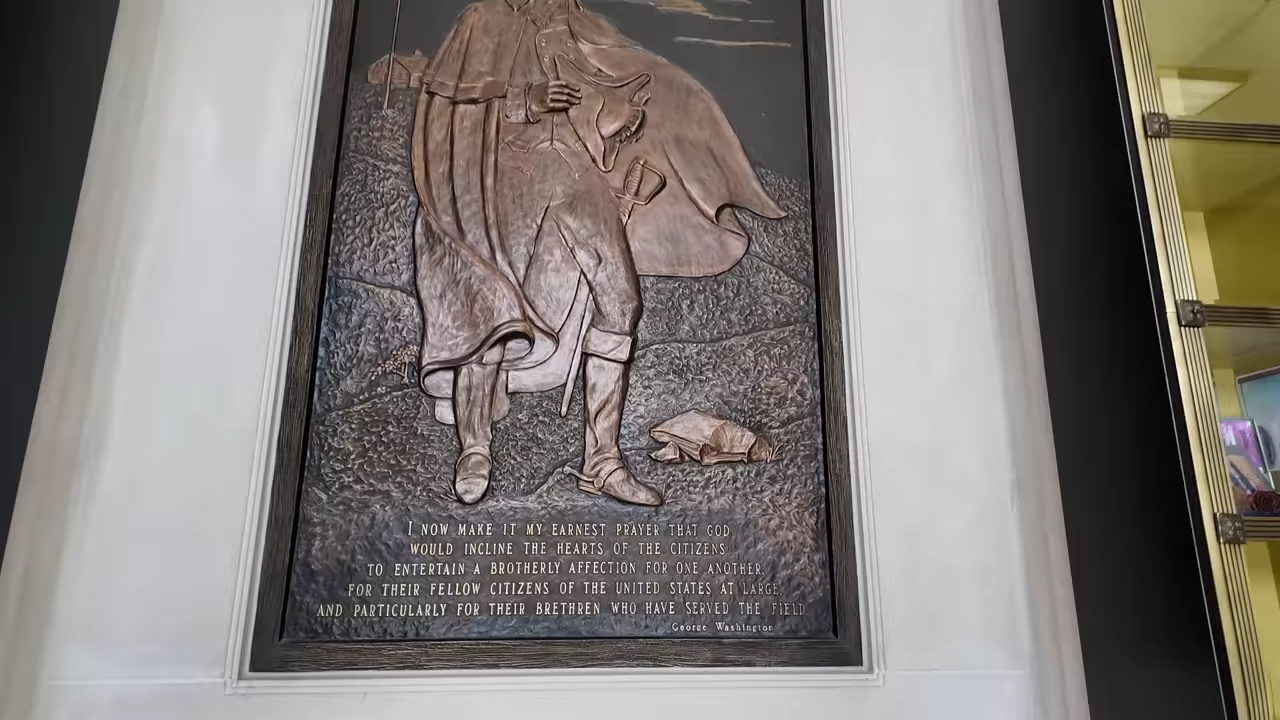 I NOW MAKE IT MY EARNEST PRAYER THAT GOD
WOULD INCLINE THE HEARTS OF THE CITIZENS
TO ENTERTAIN A BROTHERLY AFFECTION FOR ONE ANOTHER,
FOR THEIR FELLOW CITIZENS OF THE UNITED STATES AT LARGE,
AND PARTICULARLY FOR THEIR BRETHREN WHO HAVE SERVED THE FIELD.
George Washington